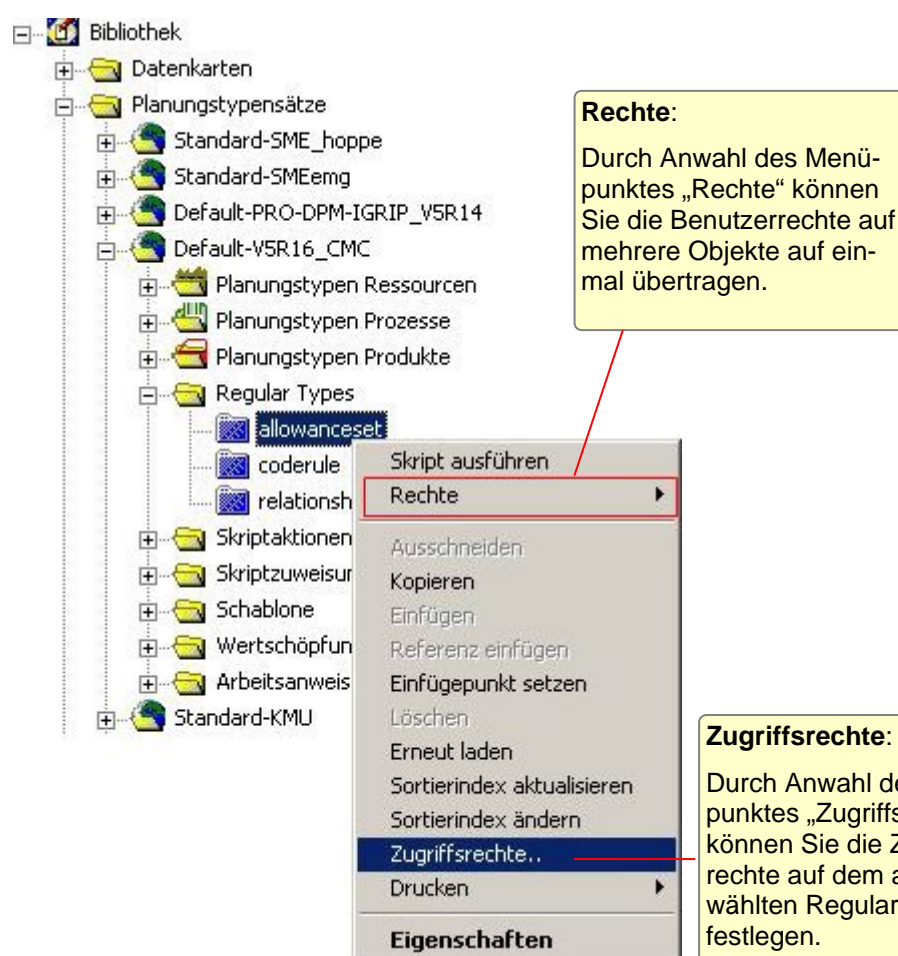 Bibliothek
Datenkarten
Planungstypensätze
Standard-SME_hoppe
Standard-SMEemg
Default-PRO-DPM-IGRIP_V5R14
Default-V5R16_CMC
Planungstypen Ressourcen
Planungstypen Prozesse
Planungstypen Produkte
Regular Types
allowanceset
coderule
relationsh
Skriptaktionen
Skriptzuweisur
Schablone
Wertschöpfun
Arbeitsanweis
Standard-KMU
Rechte:
Durch Anwahl des Menü-
punktes „Rechte“ können
Sie die Benutzerrechte auf
mehrere Objekte auf ein-
mal übertragen.
Skript ausführen
Rechte
Ausschneiden
Kopieren
Einfügen
Referenz einfügen
Einfügepunkt setzen
Löschen
Erneut laden
Sortierindex aktualisieren
Sortierindex ändern
Zugriffsrechte..
Drucken
Eigenschaften
Zugriffsrechte:
Durch Anwahl de
punktes „Zugriffs
können Sie die Z
rechte auf dem a
wählten Regular
festlegen.